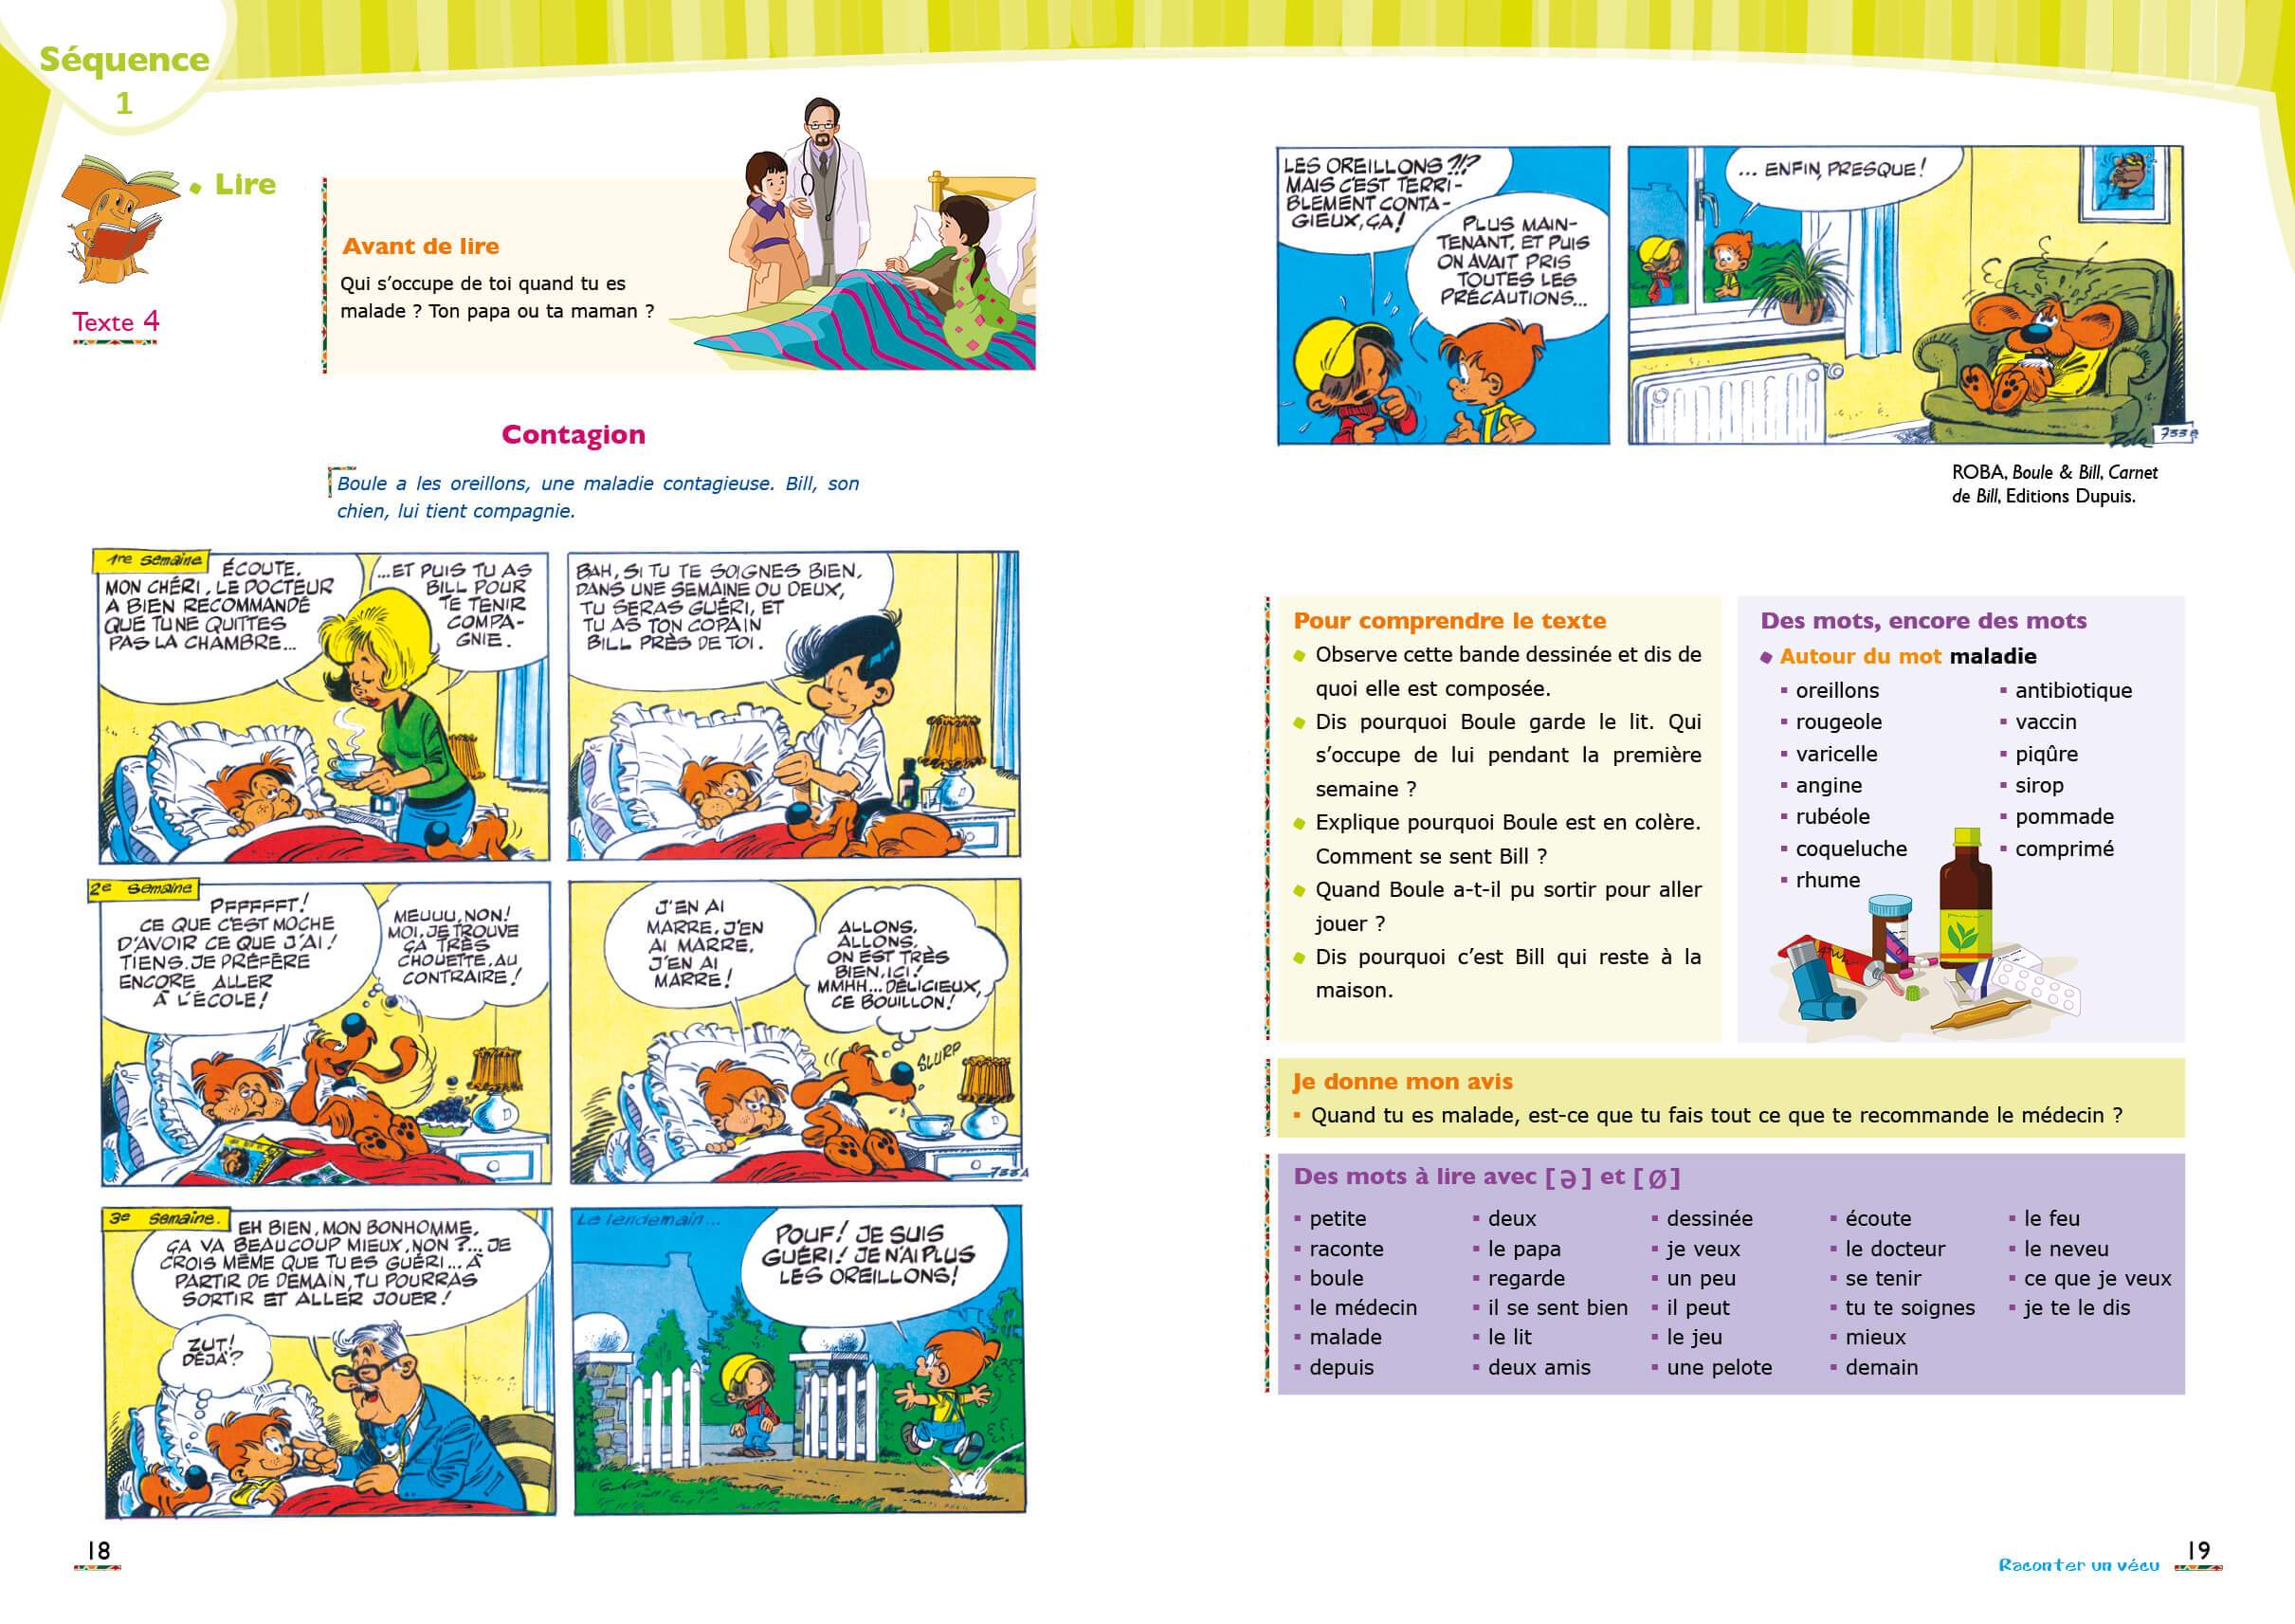 Séquence
1
• Lire
Texte 4
Avant de lire
Qui s’occupe de toi quand tu es
malade ? Ton papa ou ta maman ?
Contagion
Boule a les oreillons, une maladie contagieuse. Bill, son
chien, lui tient compagnie.
1re semaine
ÉCOUTE,
MON CHÉRI, LE DOCTEUR
A BIEN RECOMMANDÉ
QUE TU NE QUITTES
PAS LA CHAMBRE...
...ET PUIS TU AS
BILL POUR
TE TENIR
COMPA-
GNIE.
BAH, SI TU TE SOIGNES BIEN,
DANS UNE SEMAINE OU DEUX,
TU SERAS GUÉRI, ET
TU AS TON COPAIN
BILL PRÈS DE TOI.
2e semaine
PFFFFFT!
CE QUE C'EST MOCHE
D'AVOIR CE QUE J'AI!
TIENS, JE PRÉFÈRE
ENCORE ALLER
À L'ÉCOLE!
MEUUU, NON!
MOI, JE TROUVE
ÇA TRÈS
CHOUETTE, AU
CONTRAIRE!
J'EN AI
MARRE, J'EN
AI MARRE,
J'EN AI
MARRE!
ALLONS,
ALLONS,
ON EST TRÈS
BIEN, ICI!
MMHH... DÉLICIEUX,
CE BOUILLON!
SLURP
733A
3e semaine.
EH BIEN, MON BONHOMME,
ÇA VA BEAUCOUP MIEUX, NON ?... JE
CROIS MÊME QUE TU ES GUÉRI... À
PARTIR DE DEMAIN, TU POURRAS
SORTIR ET ALLER JOUER!
ZUT!
DÉJÀ?
Le lendemain...
POUF! JE SUIS
GUÉRI! JE N'AI PLUS
LES OREILLONS!
18
LES OREILLONS ?!?
MAIS C'EST TERRI-
BLEMENT CONTA-
GIEUX, ÇA!
PLUS MAIN-
TENANT, ET PUIS
ON AVAIT PRIS
TOUTES LES
PRÉCAUTIONS...
... ENFIN, PRESQUE!
Roba
733B
ROBA, Boule & Bill, Carnet
de Bill, Editions Dupuis.
Pour comprendre le texte
Observe cette bande dessinée et dis de
quoi elle est composée.
Dis pourquoi Boule garde le lit. Qui
s’occupe de lui pendant la première
semaine ?
Explique pourquoi Boule est en colère.
Comment se sent Bill ?
Quand Boule a-t-il pu sortir pour aller
jouer ?
Dis pourquoi c’est Bill qui reste à la
maison.
Des mots, encore des mots
Autour du mot maladie
▪ oreillons
▪ rougeole
▪ varicelle
▪ angine
▪ rubéole
▪ coqueluche
▪ rhume
▪ antibiotique
▪ vaccin
▪ piqûre
▪ sirop
▪ pommade
▪ comprimé
Je donne mon avis
▪ Quand tu es malade, est-ce que tu fais tout ce que te recommande le médecin ?
Des mots à lire avec [ə] et [ø]
▪ petite ▪ deux ▪ dessinée ▪ écoute ▪ le feu
▪ raconte ▪ le papa ▪ je veux ▪ le docteur ▪ le neveu
▪ boule ▪ regarde ▪ un peu ▪ se tenir ▪ ce que je veux
▪ le médecin ▪ il se sent bien ▪ il peut ▪ tu te soignes ▪ je te le dis
▪ malade ▪ le lit ▪ le jeu ▪ mieux
▪ depuis ▪ deux amis ▪ une pelote ▪ demain
Raconter un vécu
19